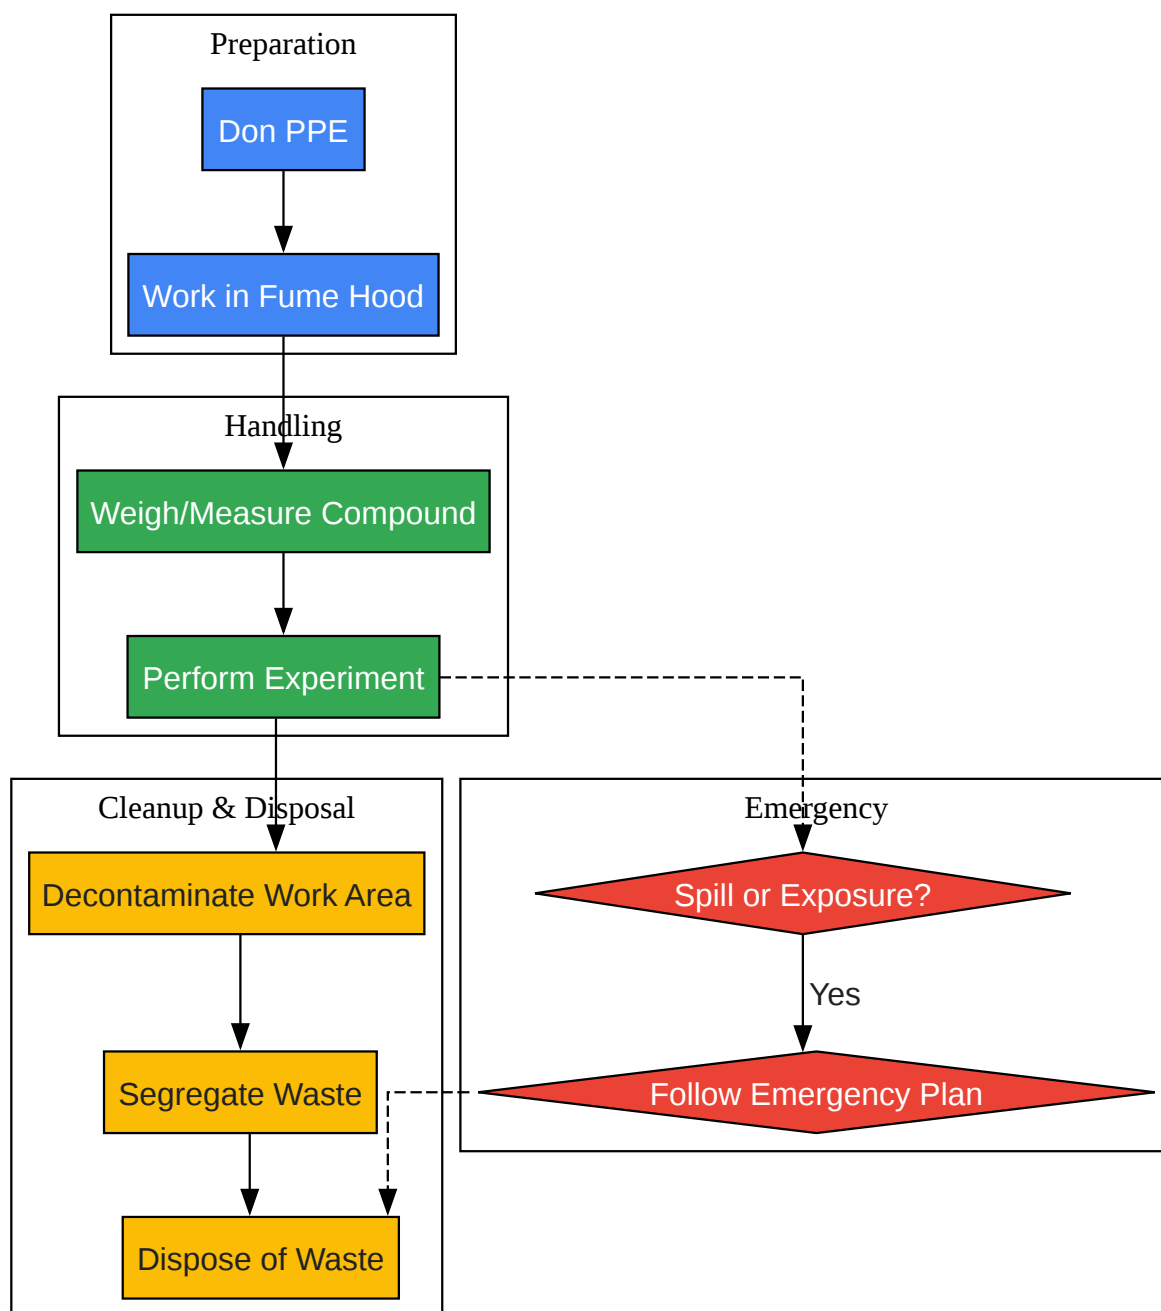 Preparation
Don PPE
Work in Fume Hood
Handling
Weigh/Measure Compound
Perform Experiment
Cleanup & Disposal
Emergency
Decontaminate Work Area
Spill or Exposure?
Yes
Segregate Waste
Follow Emergency Plan
Dispose of Waste